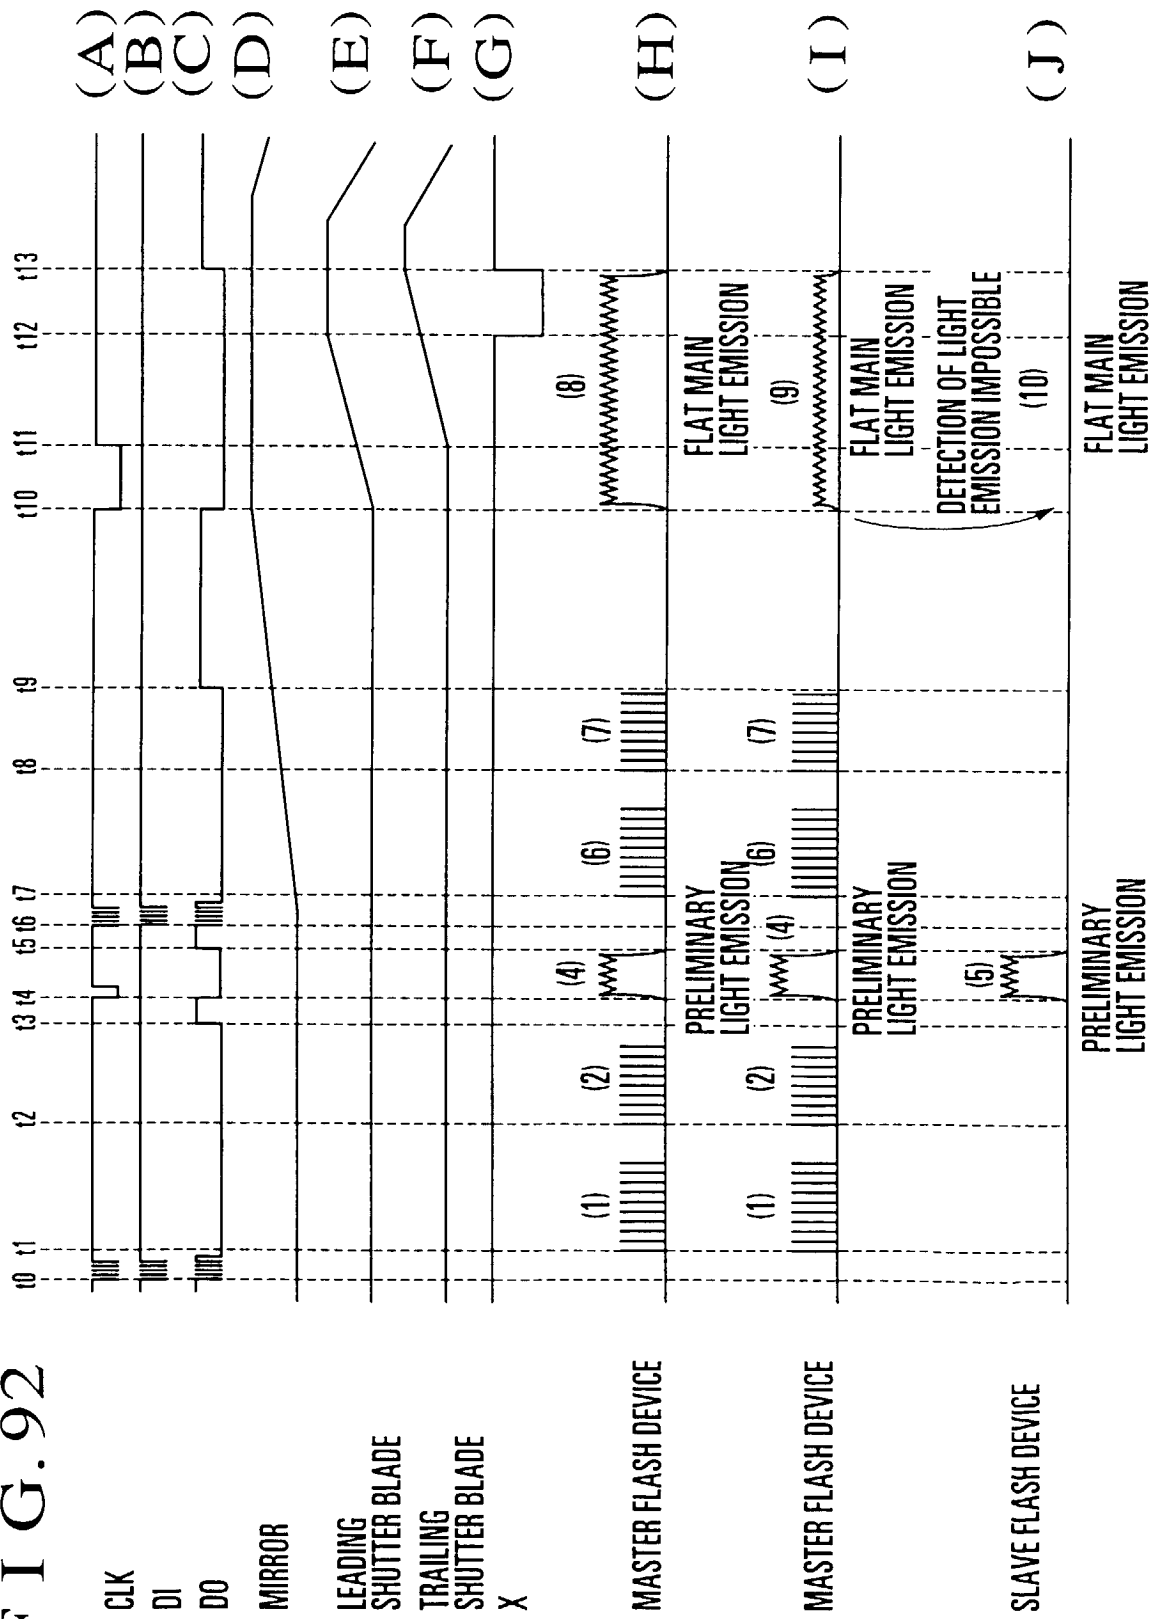 FIG.92
t0 t1 t2 t3 t4 t5 t6 t7 t8 t9 t10 t11 t12 t13
CLK (A)
DI (B)
DO (C)
MIRROR (D)
LEADING
SHUTTER BLADE (E)
TRAILING
SHUTTER BLADE (F)
X (G)
MASTER FLASH DEVICE (1) (2) (4) (6) (7) (8) (H)
PRELIMINARY
LIGHT EMISSION
FLAT MAIN
LIGHT EMISSION
MASTER FLASH DEVICE (1) (2) (4) (6) (7) (9) (I)
PRELIMINARY
LIGHT EMISSION
FLAT MAIN
LIGHT EMISSION
DETECTION OF LIGHT
EMISSION IMPOSSIBLE
SLAVE FLASH DEVICE (5) (10) (J)
PRELIMINARY
LIGHT EMISSION
FLAT MAIN
LIGHT EMISSION